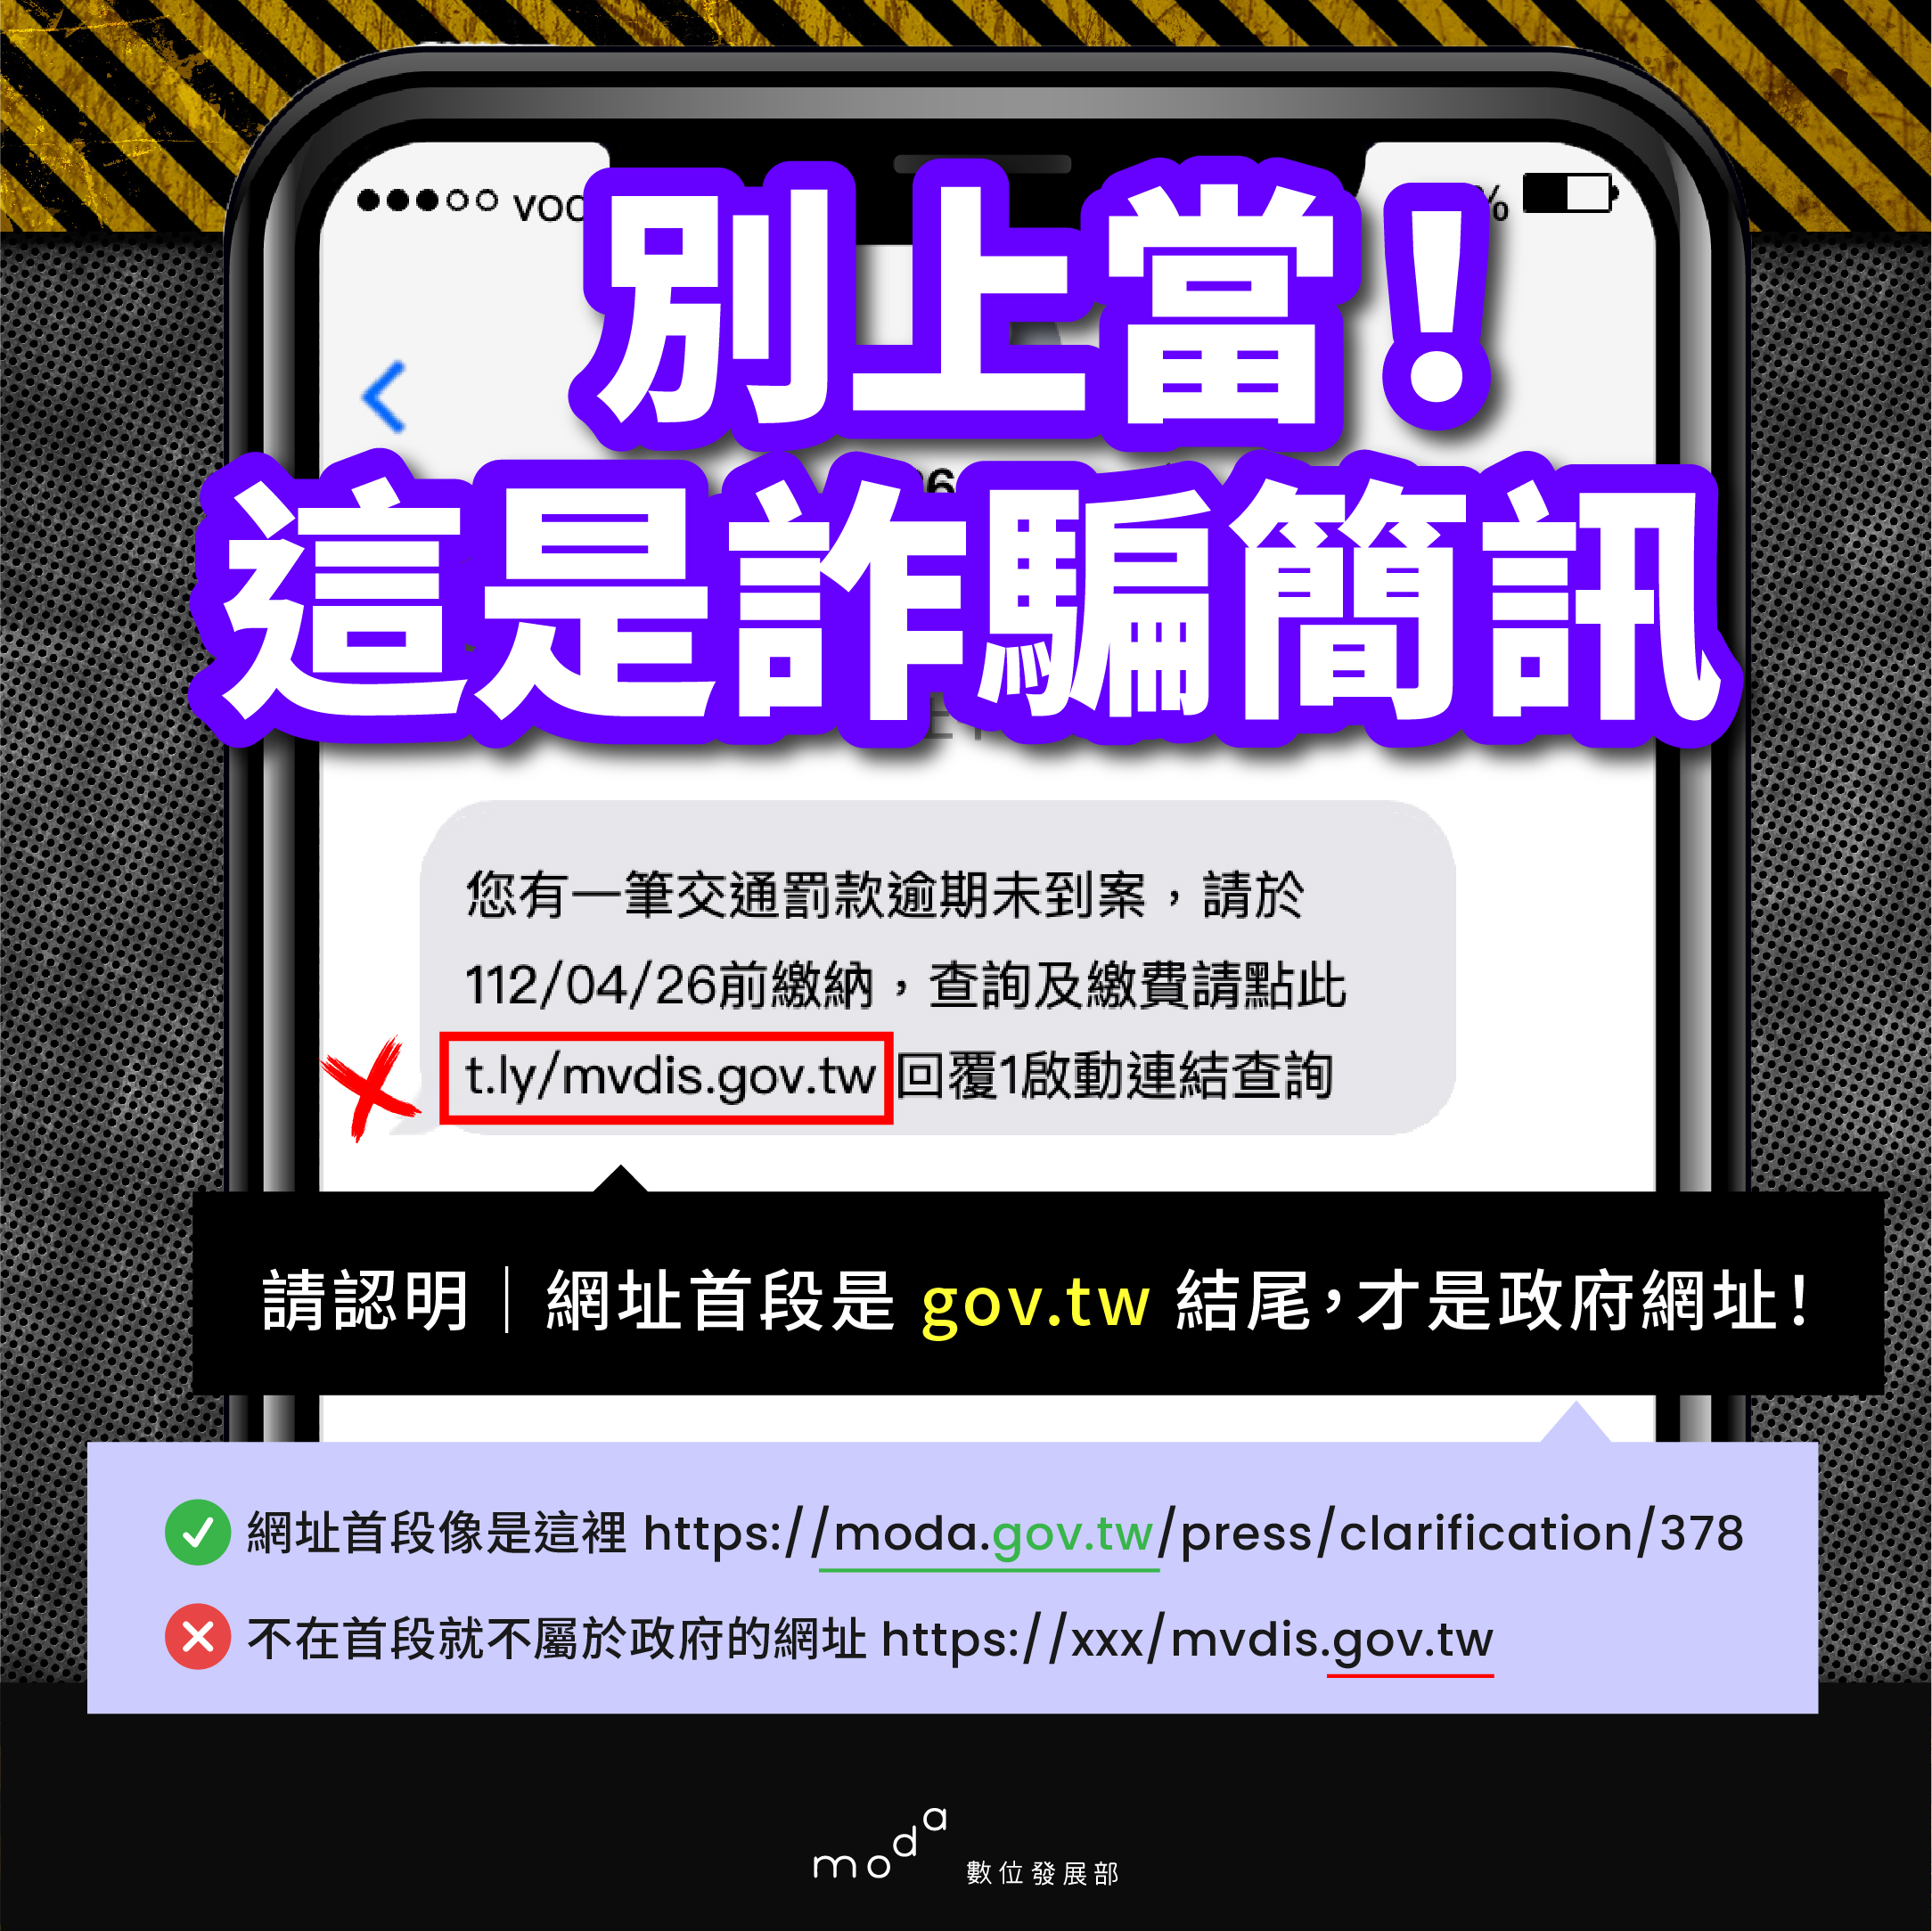 別上當！
這是詐騙簡訊
您有一筆交通罰款逾期未到案，請於
112/04/26前繳納，查詢及繳費請點此
t.ly/mvdis.gov.tw 回覆1啟動連結查詢
請認明｜網址首段是 gov.tw 結尾，才是政府網址！
網址首段像是這裡 https://moda.gov.tw/press/clarification/378
不在首段就不屬於政府的網址 https://xxx/mvdis.gov.tw
moda 數位發展部